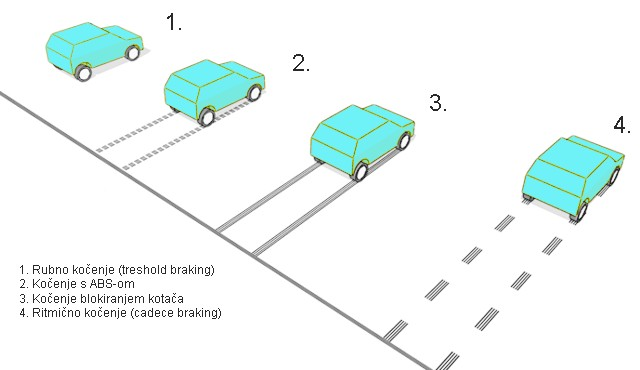 1.
2.
3.
4.
1. Rubno kočenje (treshold braking)
2. Kočenje s ABS-om
3. Kočenje blokiranjem kotača
4. Ritmično kočenje (cadece braking)